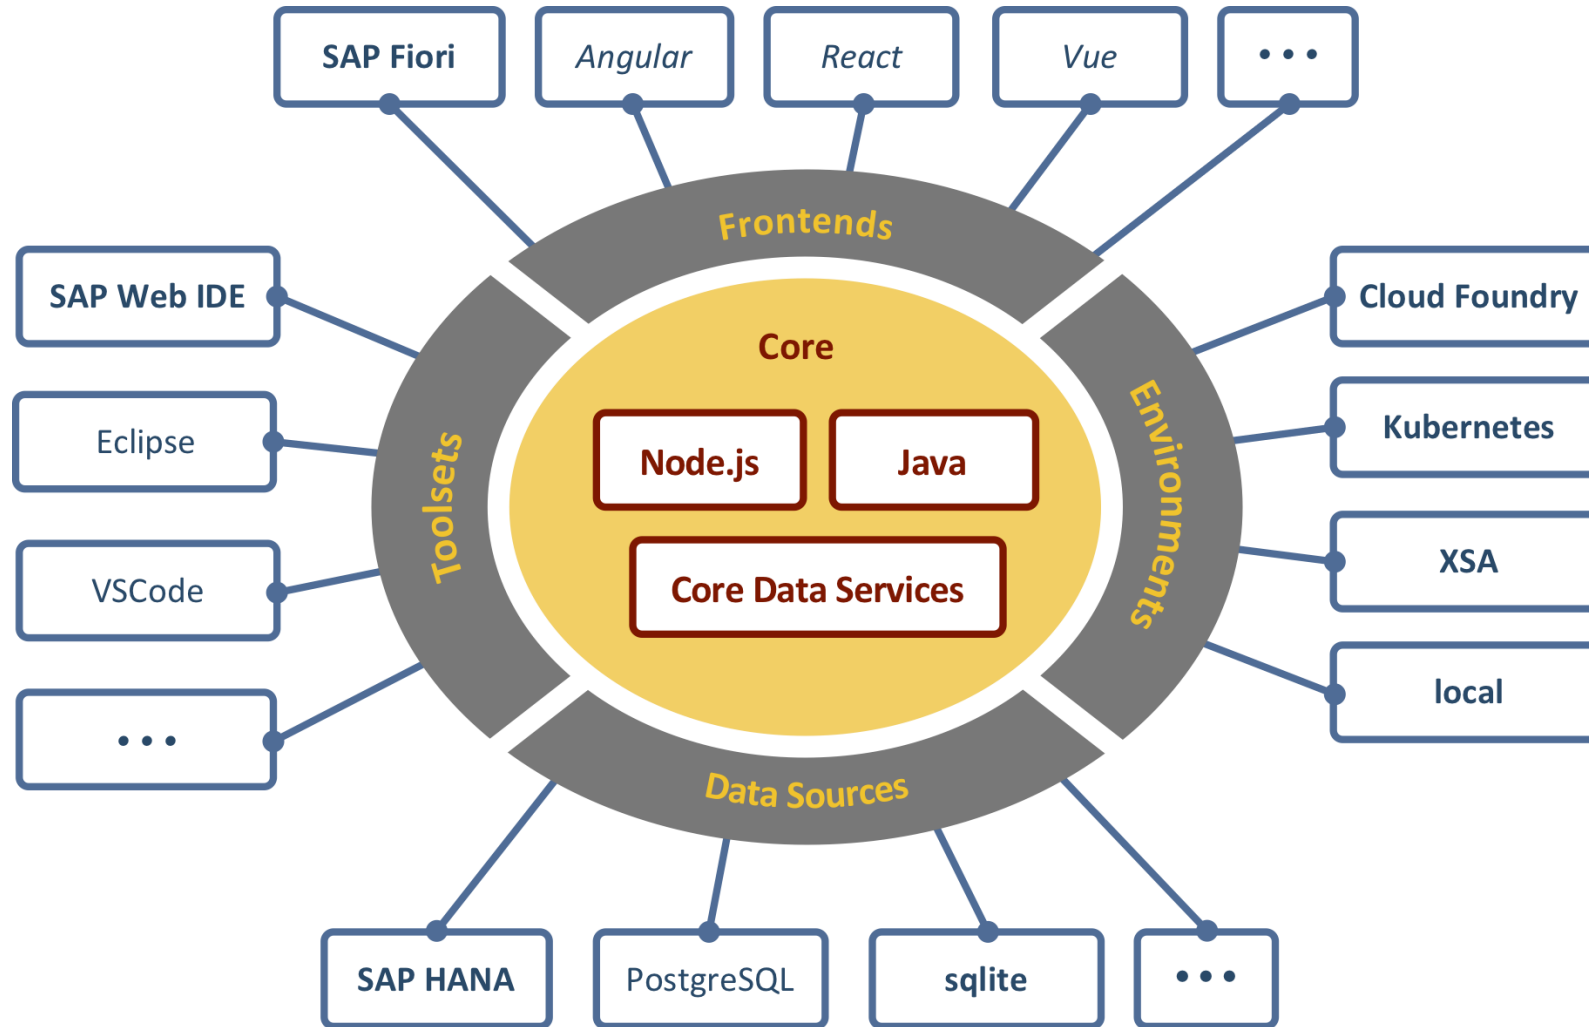 SAP Fiori
Angular
React
Vue
•••
Frontends
SAP Web IDE
Eclipse
VSCode
•••
Toolsets
Core
Node.js
Java
Core Data Services
Environments
Cloud Foundry
Kubernetes
XSA
local
Data Sources
SAP HANA
PostgreSQL
sqlite
•••